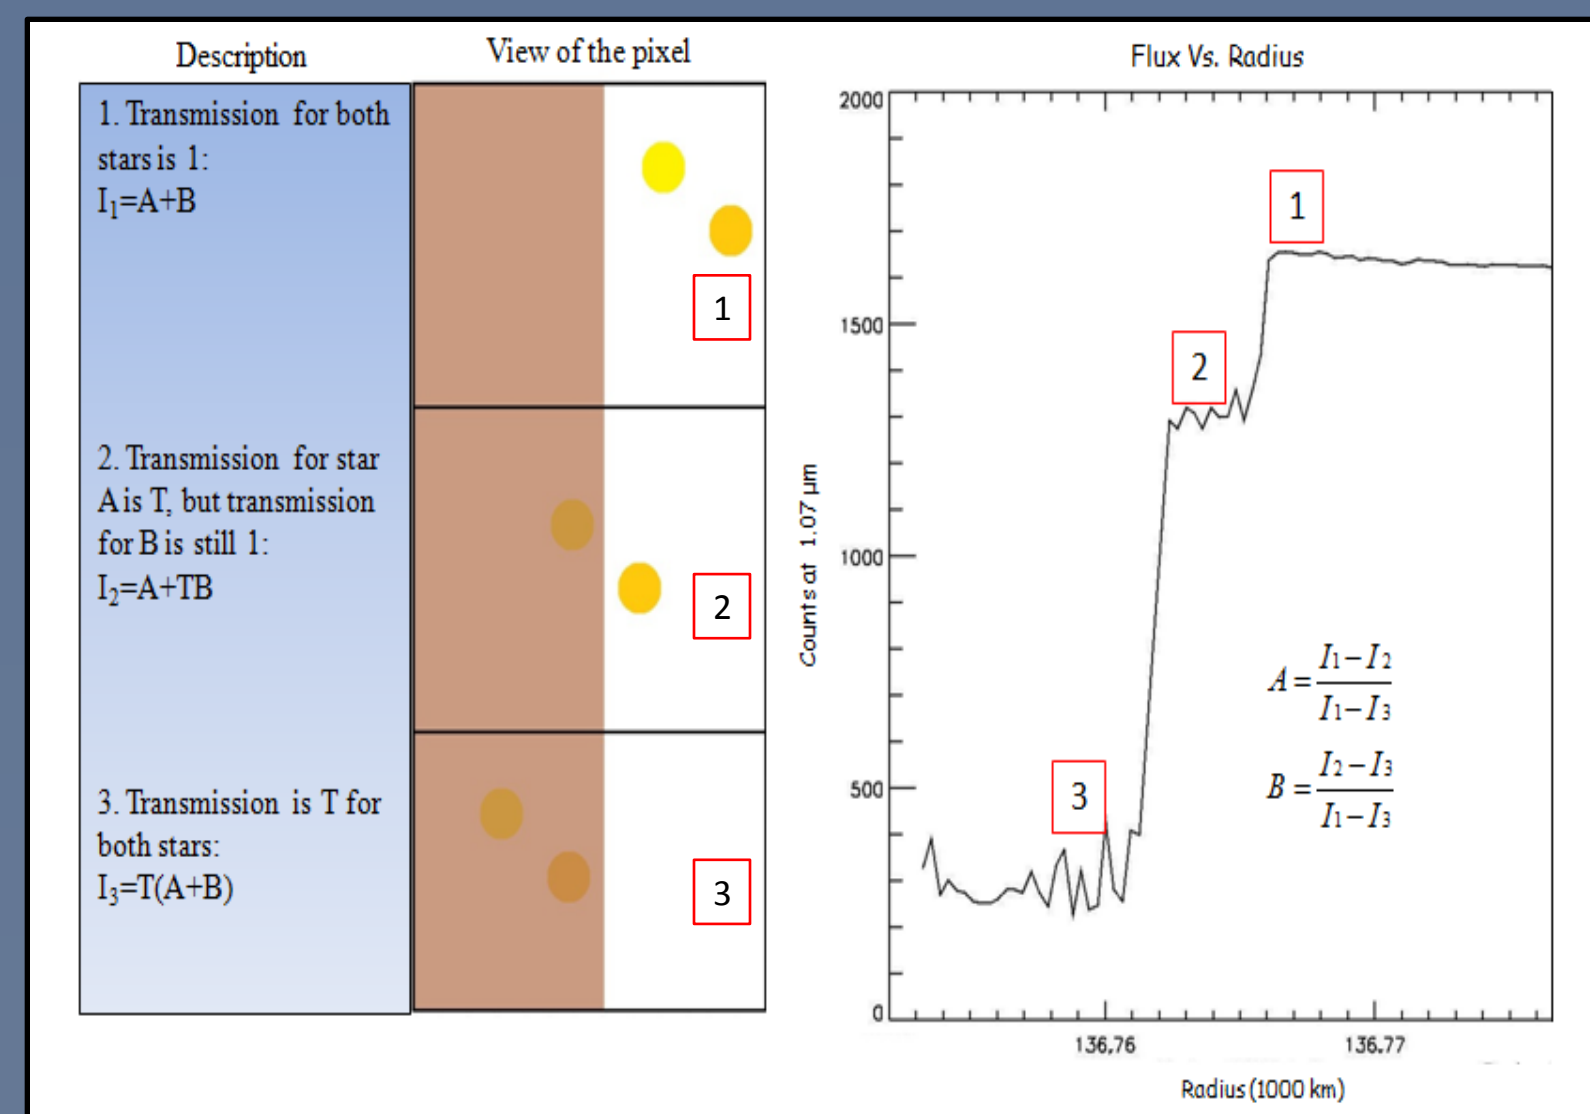 Description
1. Transmission for both
stars is 1:
I₁=A+B
2. Transmission for star
A is T, but transmission
for B is still 1:
I₂=A+TB
3. Transmission is T for
both stars:
I₃=T(A+B)
View of the pixel
1
2
3
Flux Vs. Radius
Counts at 1.07 μm
2000
1500
1000
500
0
1
2
3
A = (I₁−I₂)/(I₁−I₃)
B = (I₂−I₃)/(I₁−I₃)
136.76
136.77
Radius (1000 km)